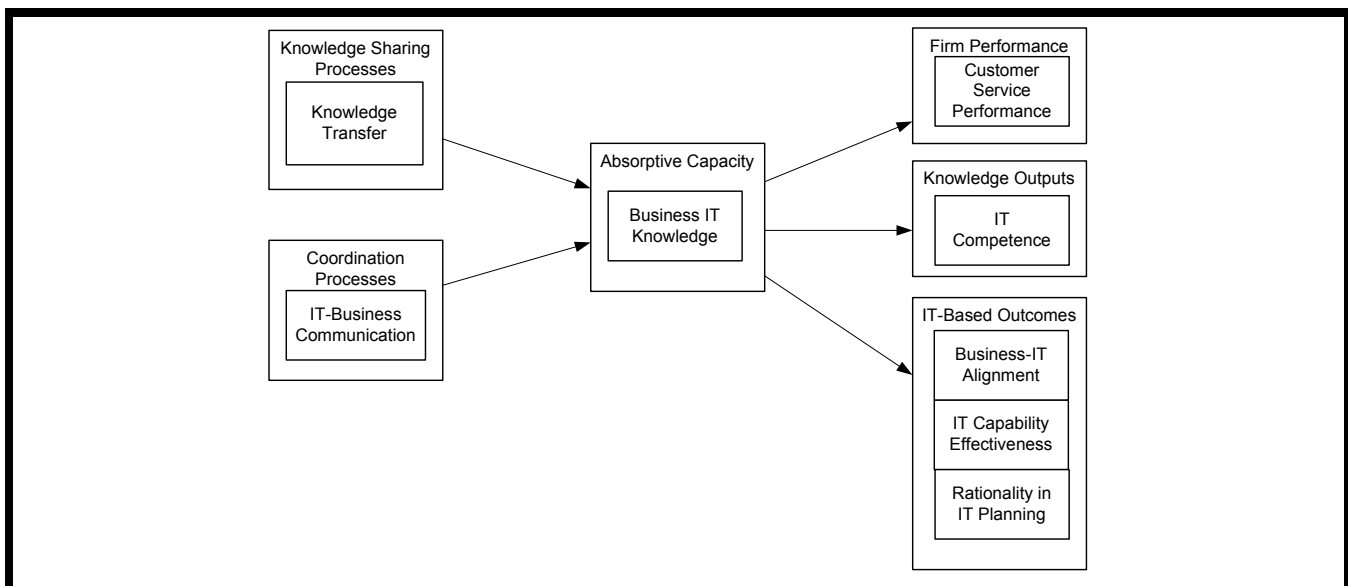 Knowledge Sharing
Processes
Knowledge
Transfer
Coordination
Processes
IT-Business
Communication
Absorptive Capacity
Business IT
Knowledge
Firm Performance
Customer
Service
Performance
Knowledge Outputs
IT
Competence
IT-Based Outcomes
Business-IT
Alignment
IT Capability
Effectiveness
Rationality in
IT Planning